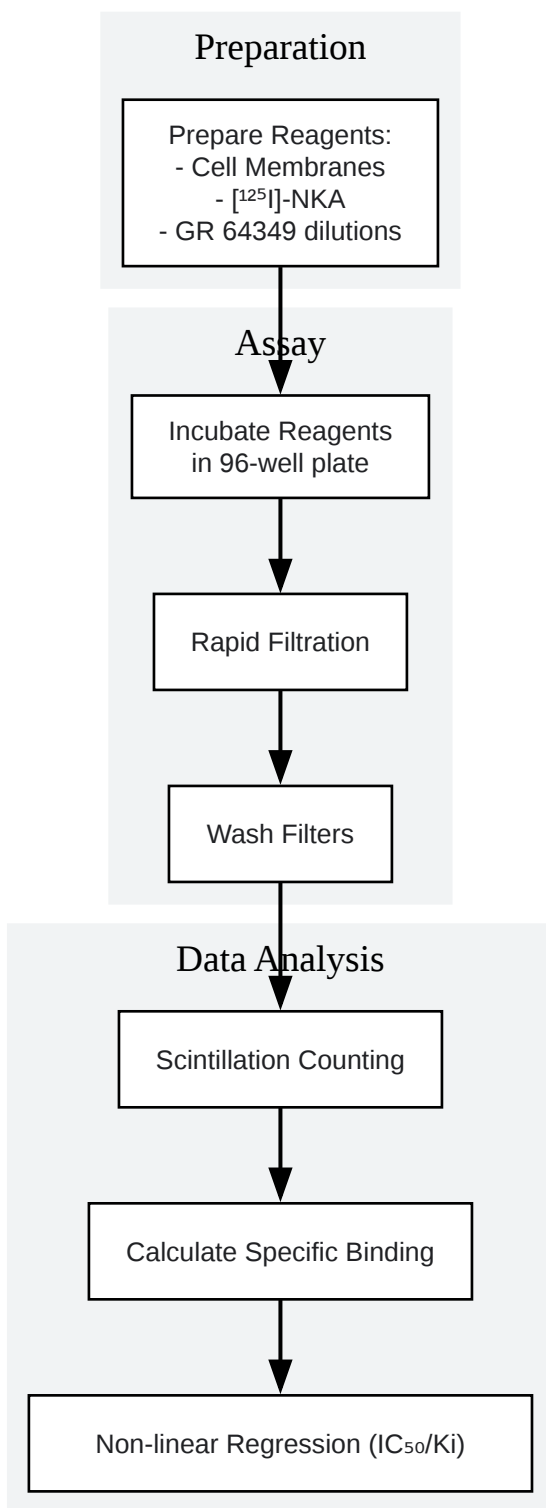 Preparation
Prepare Reagents:
- Cell Membranes
- [¹²⁵I]-NKA
- GR 64349 dilutions
Assay
Incubate Reagents
in 96-well plate
Rapid Filtration
Wash Filters
Data Analysis
Scintillation Counting
Calculate Specific Binding
Non-linear Regression (IC₅₀/Ki)